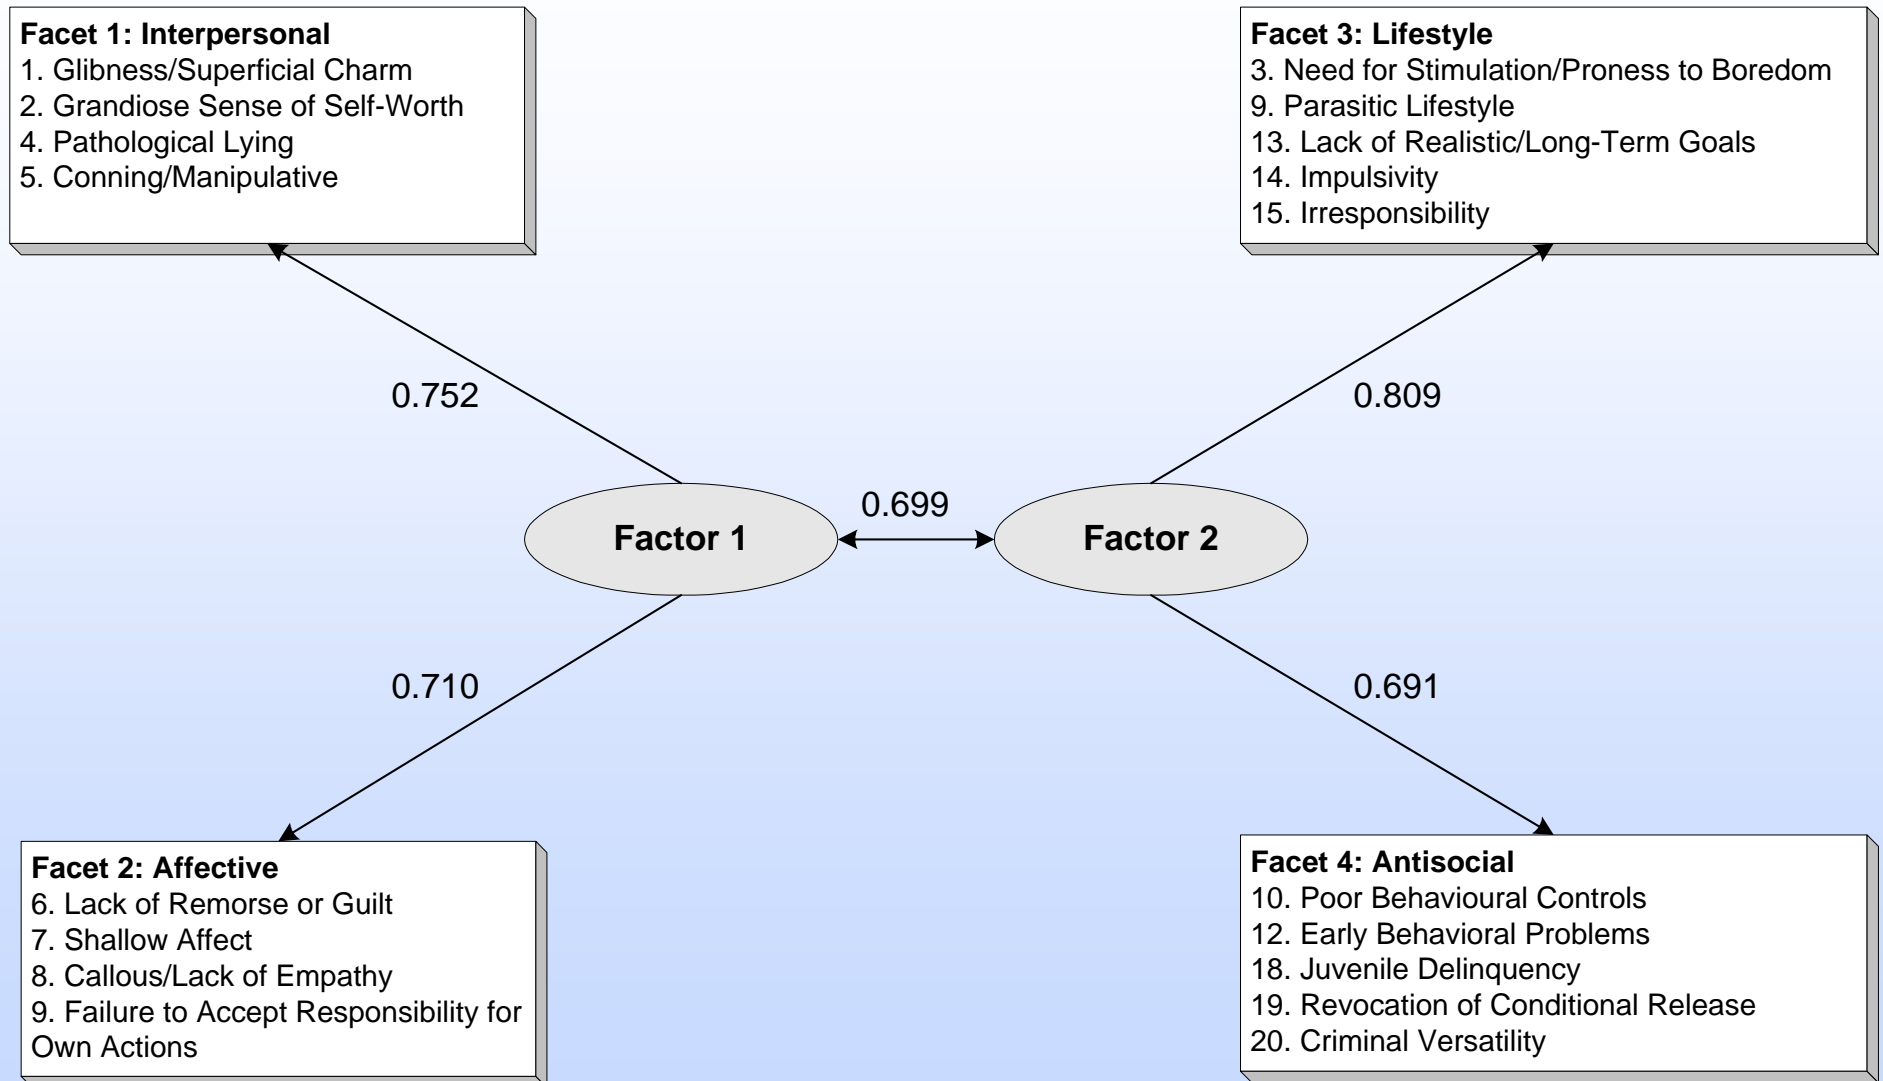 Facet 1: Interpersonal
1. Glibness/Superficial Charm
2. Grandiose Sense of Self-Worth
4. Pathological Lying
5. Conning/Manipulative
Facet 3: Lifestyle
3. Need for Stimulation/Proness to Boredom
9. Parasitic Lifestyle
13. Lack of Realistic/Long-Term Goals
14. Impulsivity
15. Irresponsibility
0.752
0.809
0.699
Factor 1
Factor 2
0.710
0.691
Facet 2: Affective
6. Lack of Remorse or Guilt
7. Shallow Affect
8. Callous/Lack of Empathy
9. Failure to Accept Responsibility for
Own Actions
Facet 4: Antisocial
10. Poor Behavioural Controls
12. Early Behavioral Problems
18. Juvenile Delinquency
19. Revocation of Conditional Release
20. Criminal Versatility